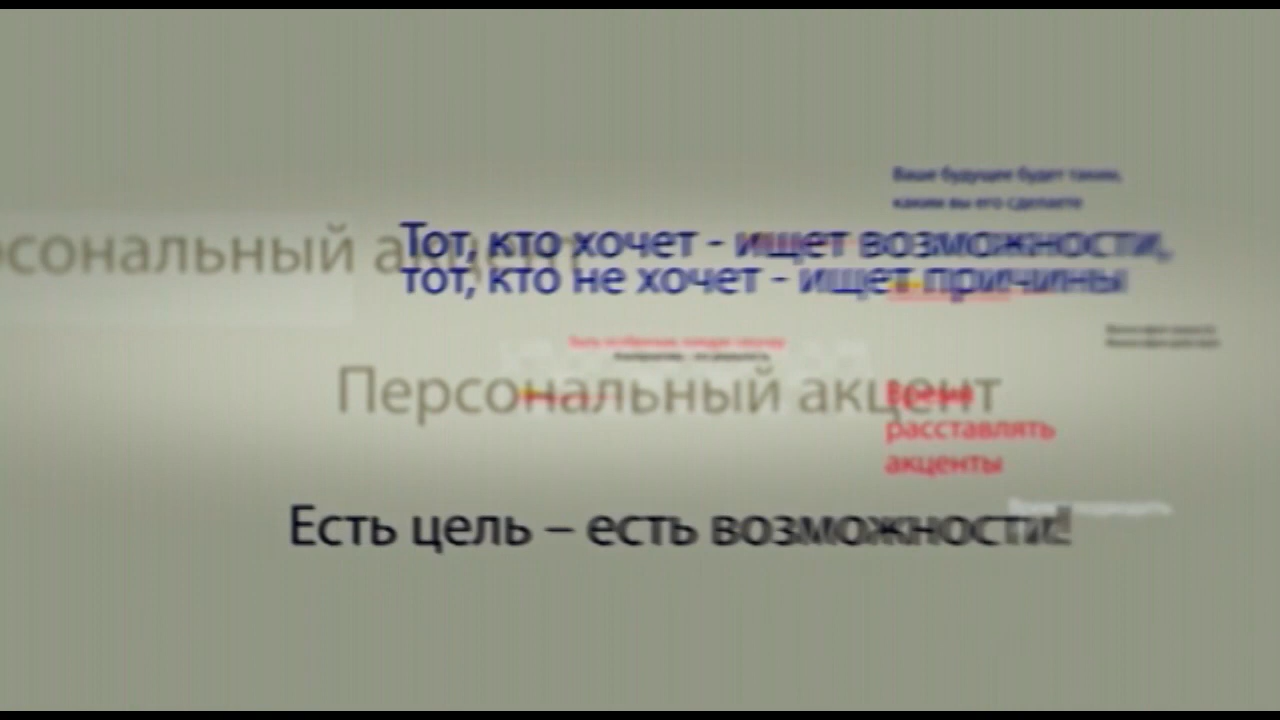 Ваше будущее будет таким,
каким вы его сделаете
рсональный акцент
Тот, кто хочет - ищет возможности,
тот, кто не хочет - ищет причины
Персональный акцент
Время
расставлять
акценты
Есть цель – есть возможности!